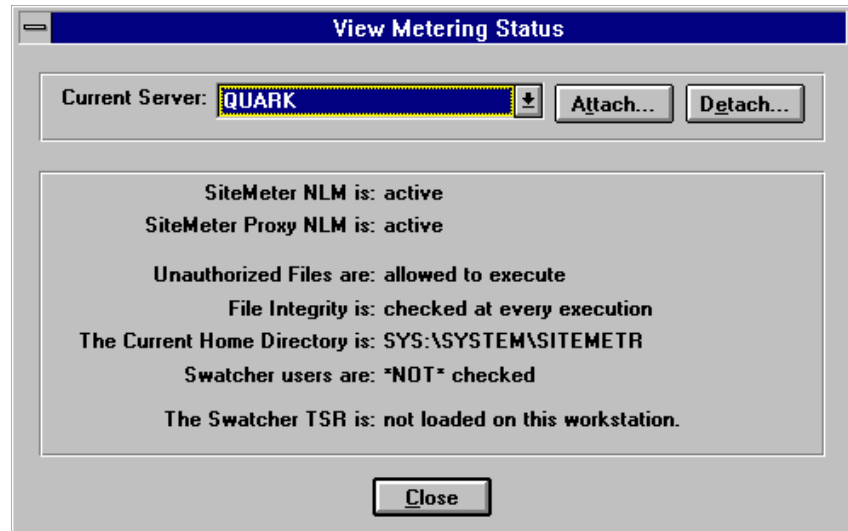 View Metering Status
Current Server: QUARK Attach... Detach...
SiteMeter NLM is: active
SiteMeter Proxy NLM is: active
Unauthorized Files are: allowed to execute
File Integrity is: checked at every execution
The Current Home Directory is: SYS:\SYSTEM\SITEMETR
Swatcher users are: *NOT* checked
The Swatcher TSR is: not loaded on this workstation.
Close